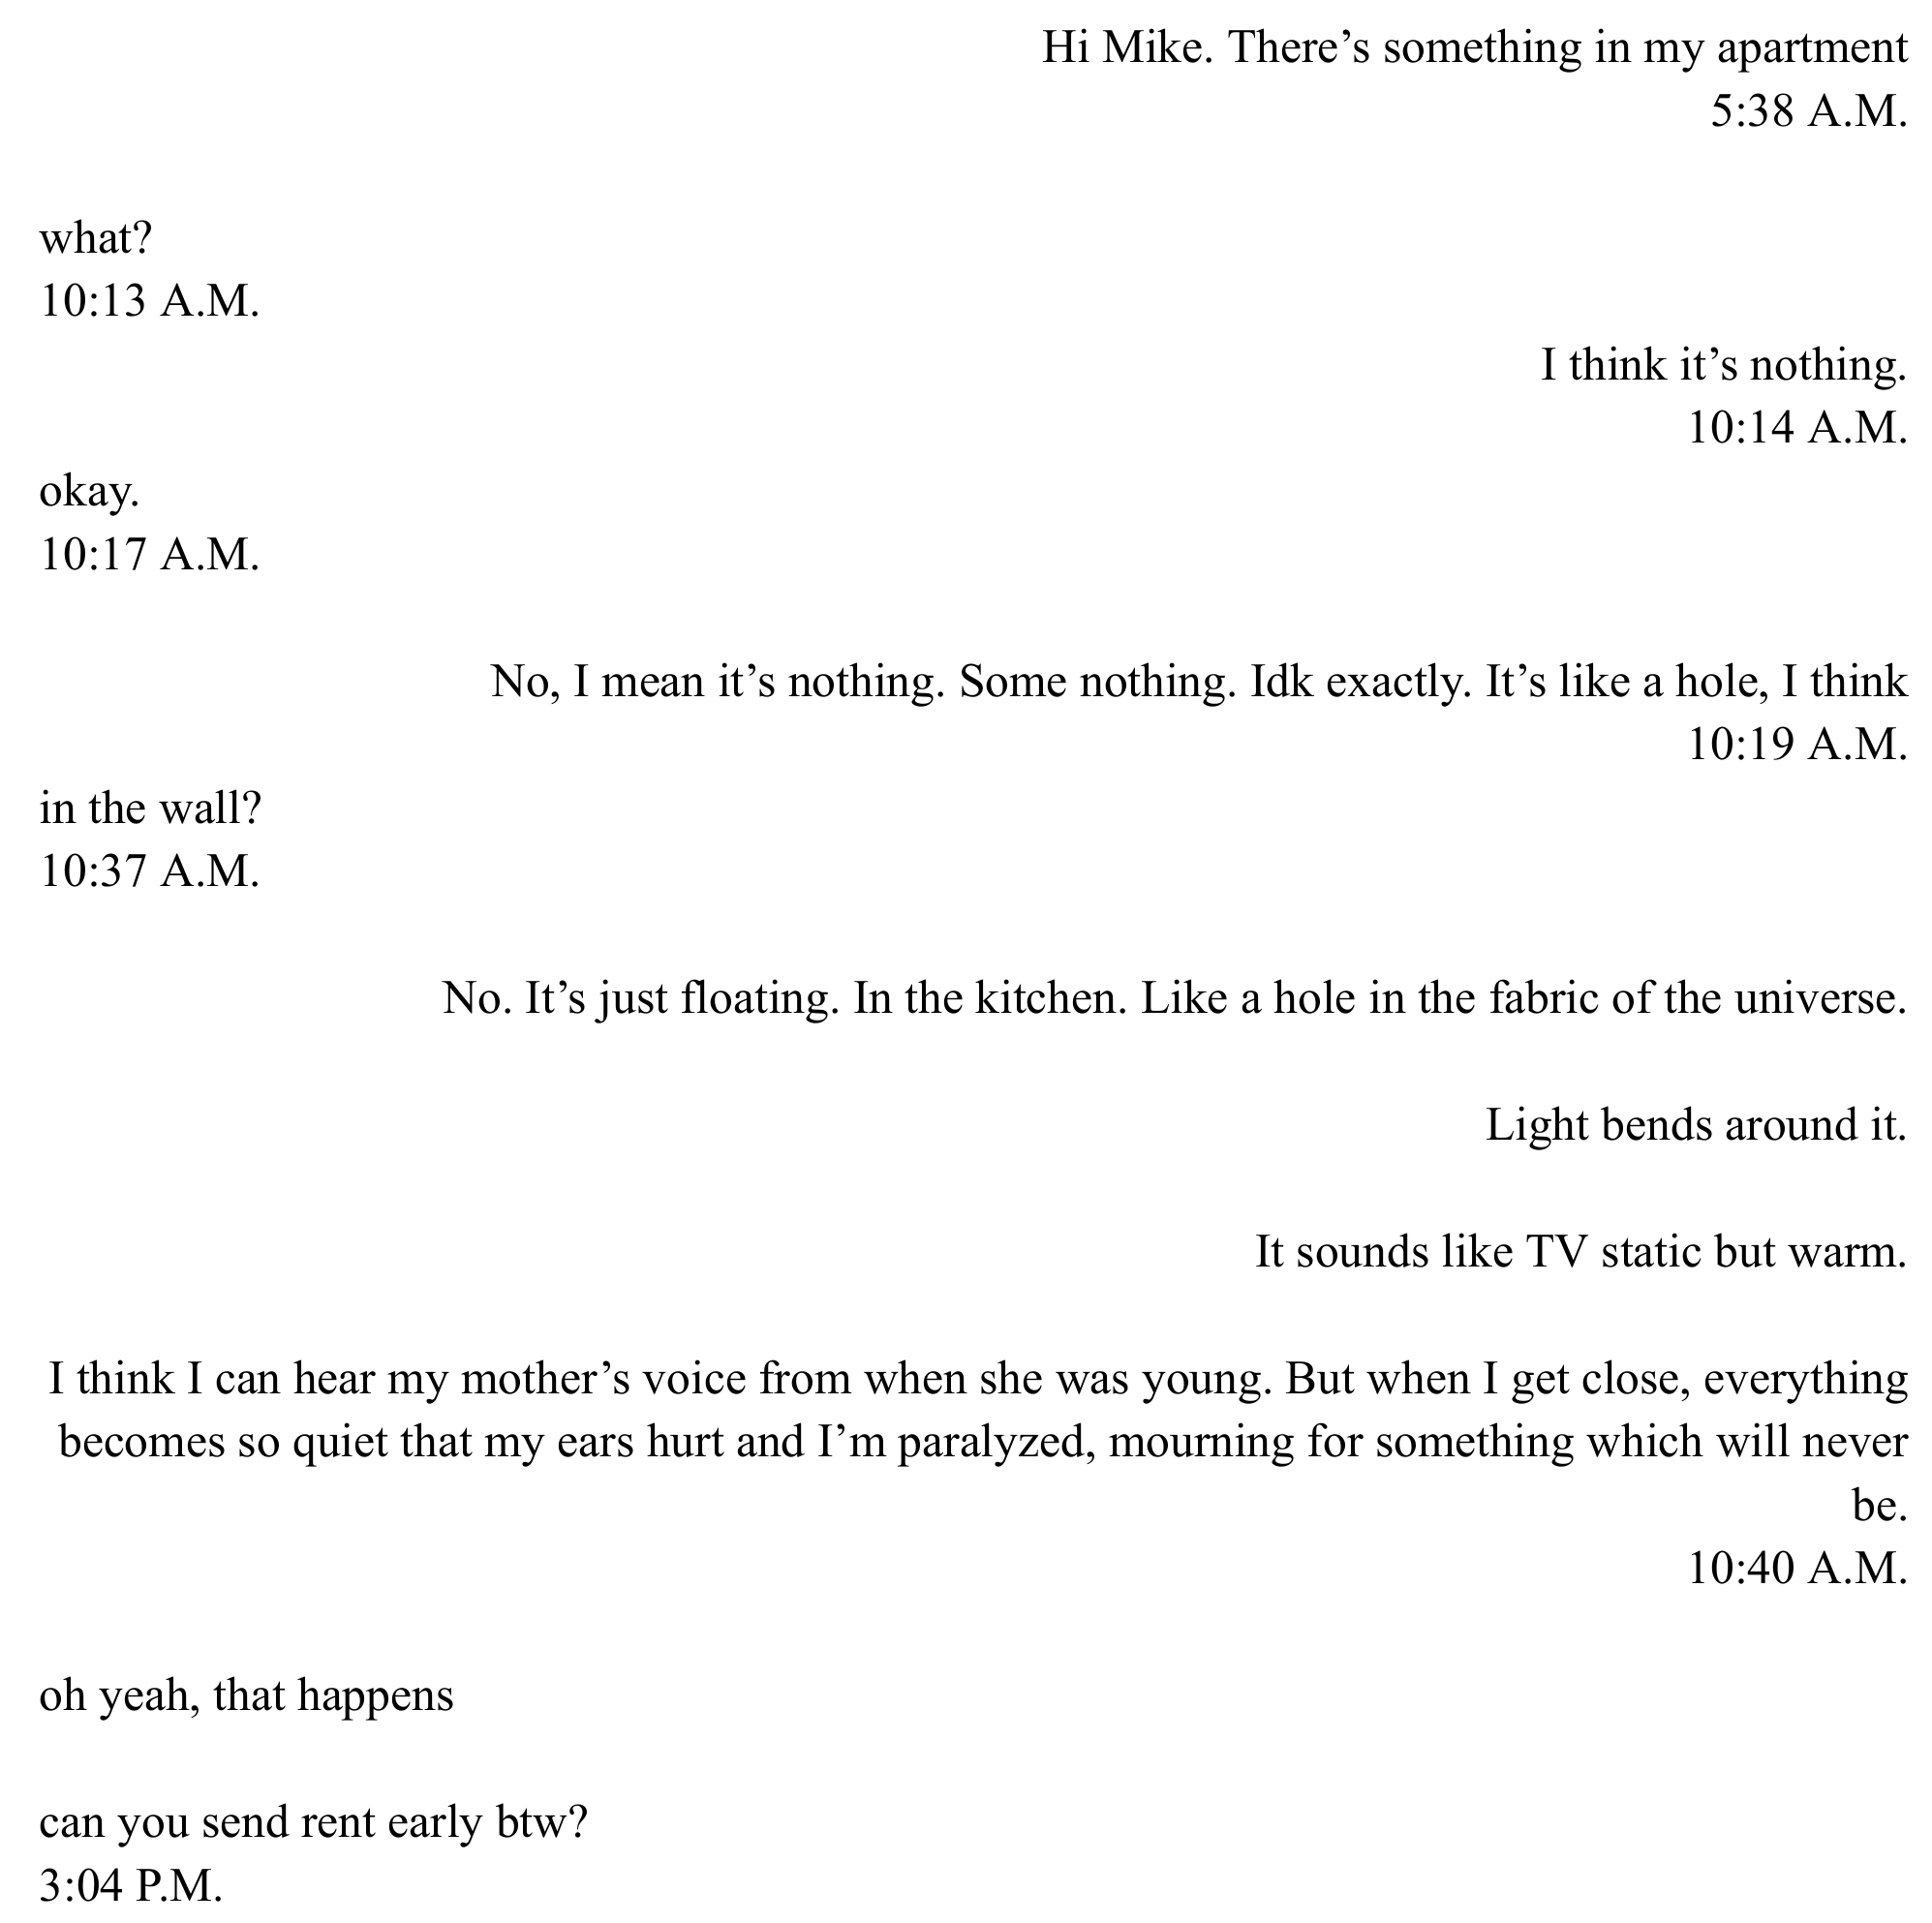 Hi Mike. There’s something in my apartment
5:38 A.M.
what?
10:13 A.M.
I think it’s nothing.
10:14 A.M.
okay.
10:17 A.M.
No, I mean it’s nothing. Some nothing. Idk exactly. It’s like a hole, I think
10:19 A.M.
in the wall?
10:37 A.M.
No. It’s just floating. In the kitchen. Like a hole in the fabric of the universe.
Light bends around it.
It sounds like TV static but warm.
I think I can hear my mother’s voice from when she was young. But when I get close, everything
becomes so quiet that my ears hurt and I’m paralyzed, mourning for something which will never
be.
10:40 A.M.
oh yeah, that happens
can you send rent early btw?
3:04 P.M.